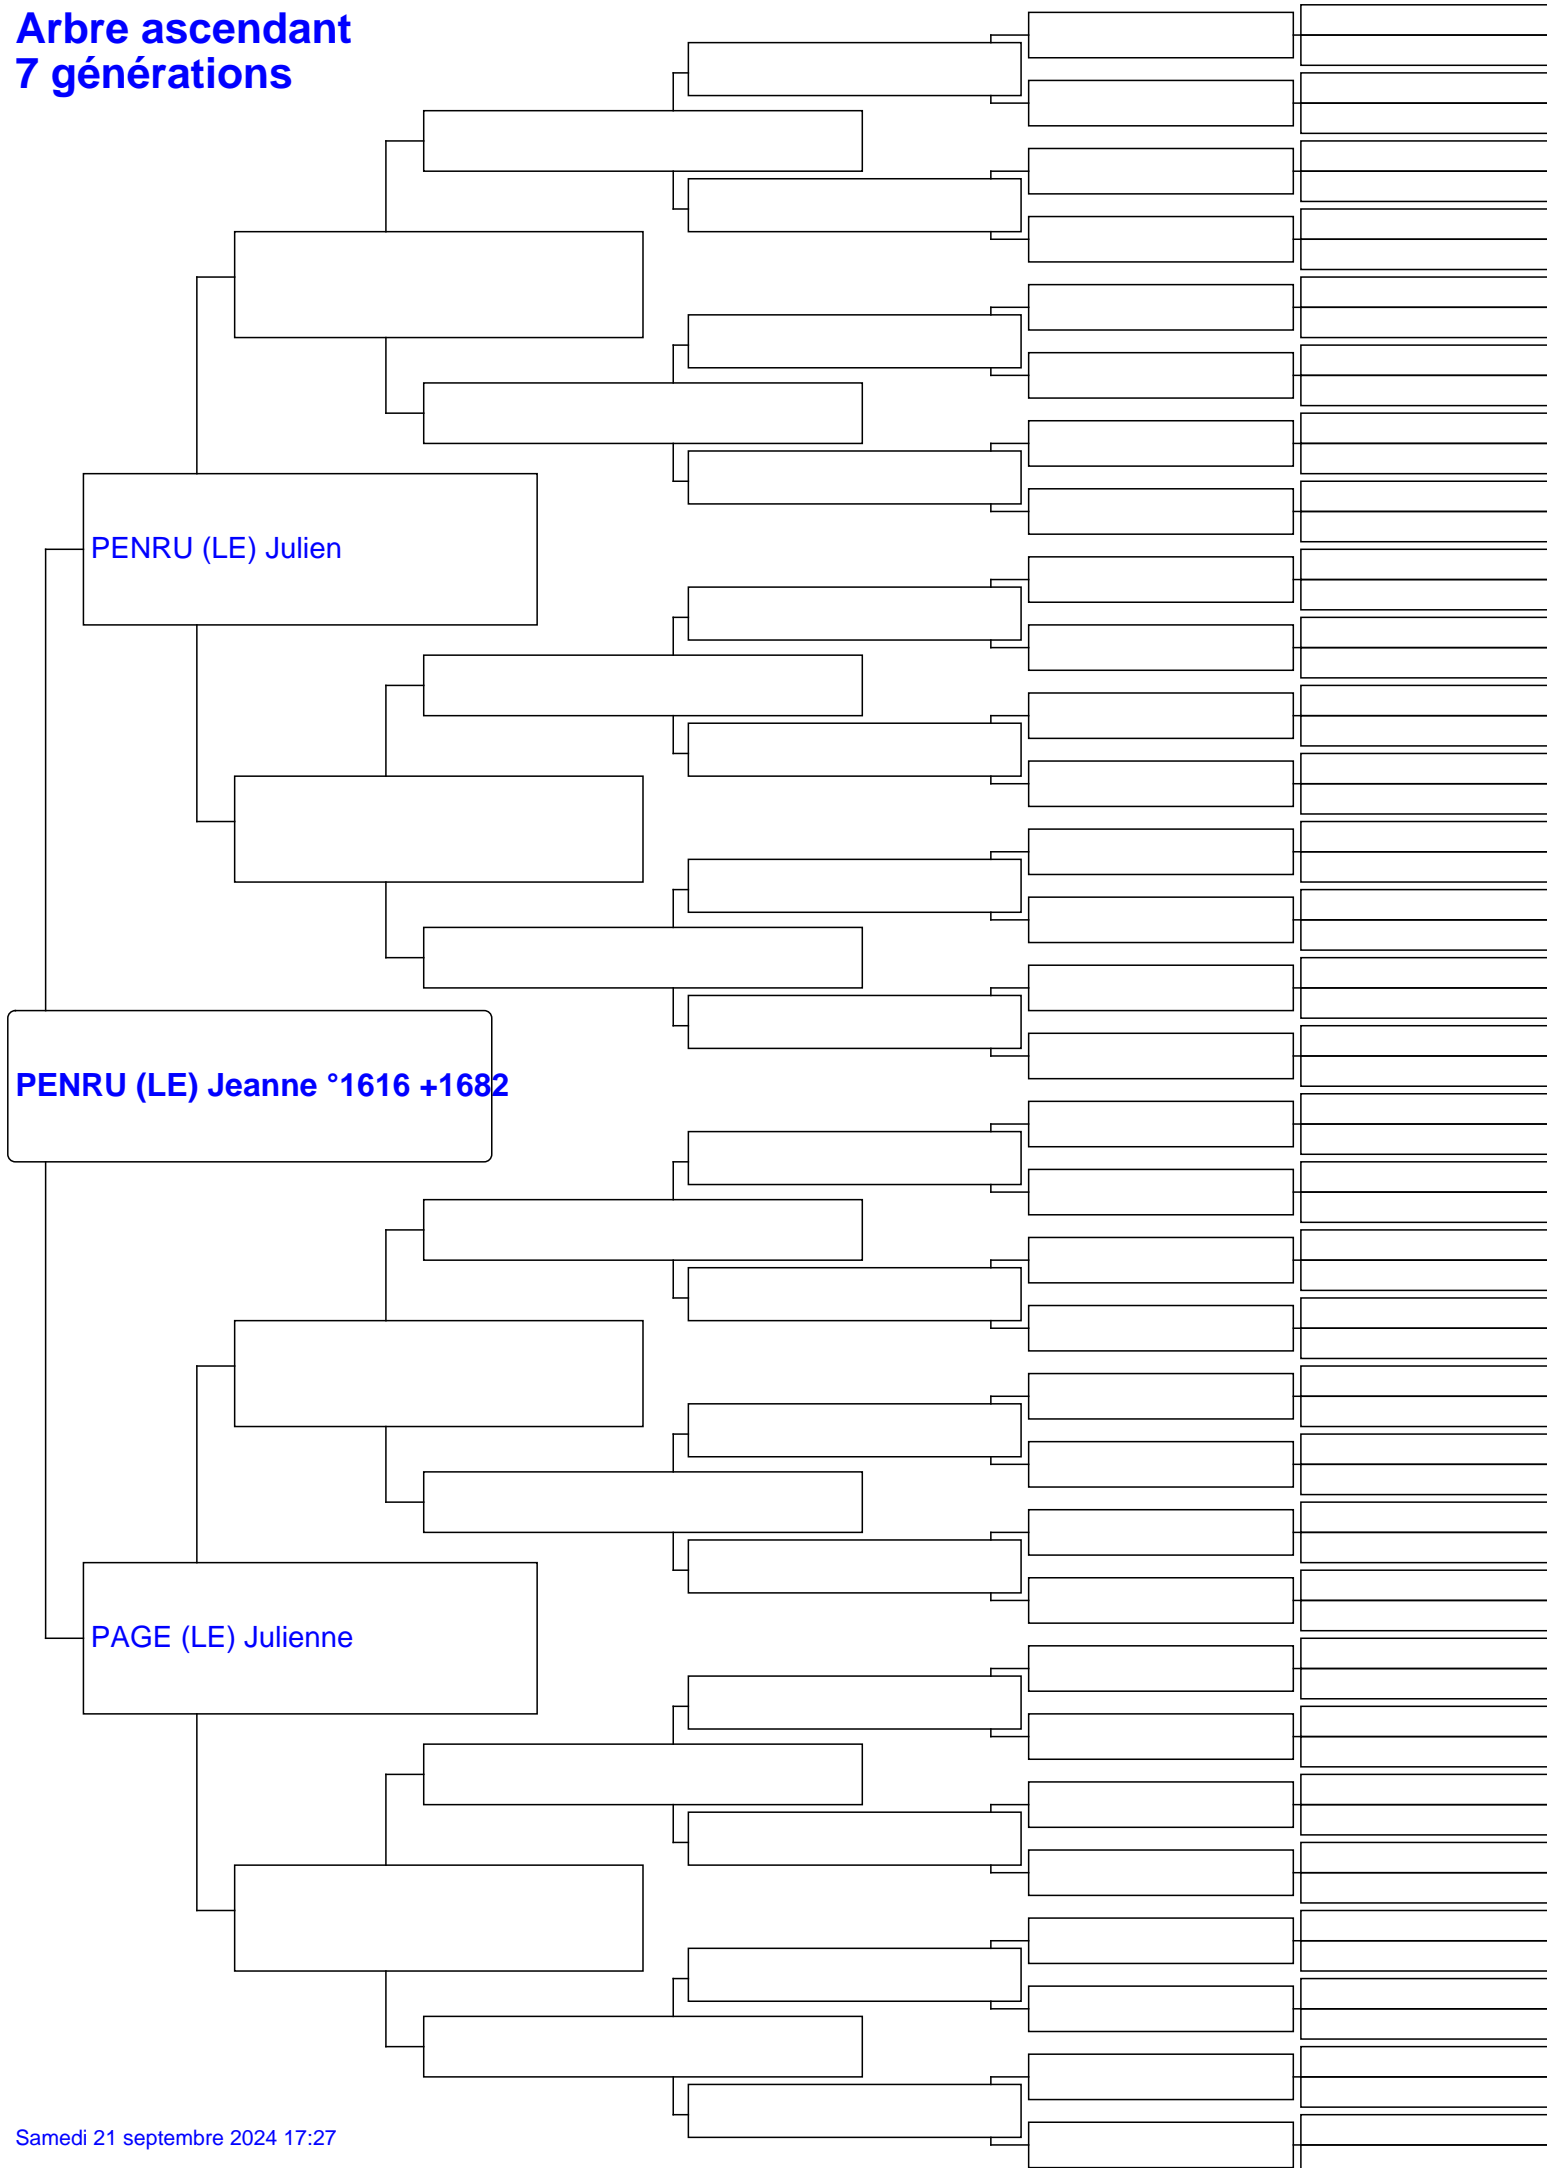 Arbre ascendant
7 générations
PENRU (LE) Julien
PENRU (LE) Jeanne °1616 +1682
PAGE (LE) Julienne
Samedi 21 septembre 2024 17:27